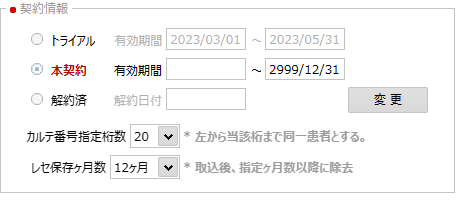 契約情報
トライアル 有効期間 2023/03/01 ～ 2023/05/31
本契約 有効期間 ～ 2999/12/31
解約済 解約日付 変 更
カルテ番号指定桁数 20 * 左から当該桁まで同一患者とする。
レセ保存ヶ月数 12ヶ月 * 取込後、指定ヶ月数以降に除去